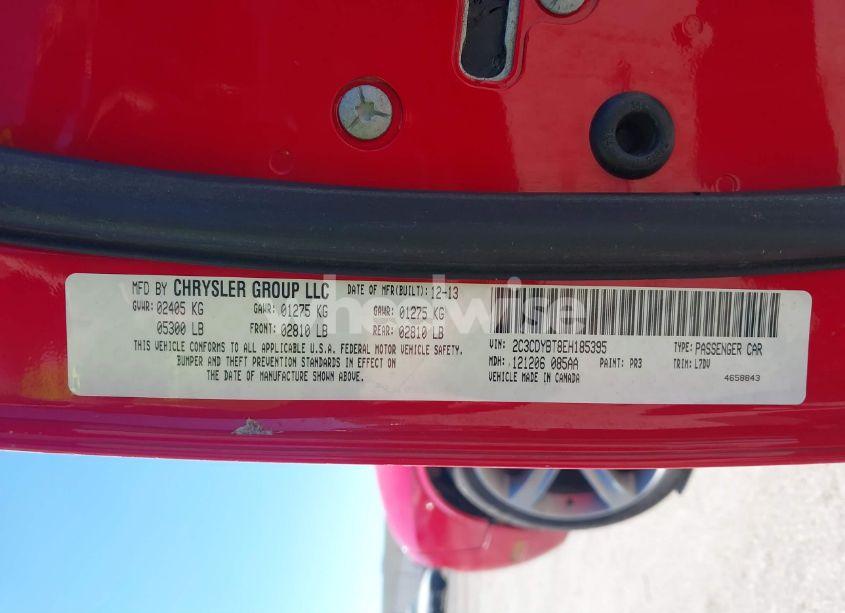 MFD BY CHRYSLER GROUP LLC DATE OF MFR(BUILT): 12-13
GVWR: 02405 KG GAWR: 01275 KG GAWR: 01275 KG
05300 LB FRONT: 02810 LB REAR: 02810 LB
THIS VEHICLE CONFORMS TO ALL APPLICABLE U.S.A. FEDERAL MOTOR VEHICLE SAFETY,
BUMPER AND THEFT PREVENTION STANDARDS IN EFFECT ON
THE DATE OF MANUFACTURE SHOWN ABOVE.
VIN: 2C3CDYBT8EH185395 TYPE: PASSENGER CAR
MDH: 121206 085AA PAINT: PR3 TRIM: L7DV
VEHICLE MADE IN CANADA 4658843